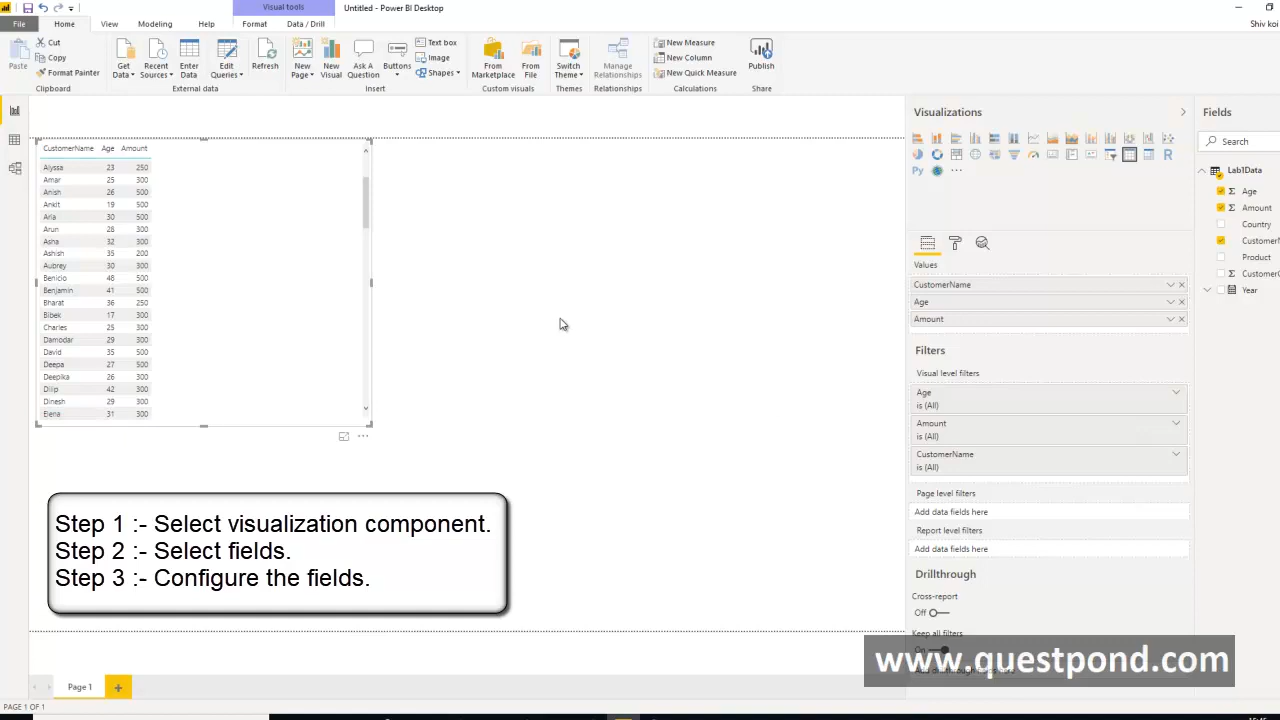 Visual tools
Untitled - Power BI Desktop
File Home View Modeling Help Format Data / Drill
Shiv koi
Paste
Cut
Copy
Format Painter
Clipboard
Get Data
Recent Sources
Enter Data
Edit Queries
Refresh
External data
New Page
New Visual
Ask A Question
Buttons
Text box
Image
Shapes
Insert
From Marketplace
From File
Custom visuals
Switch Theme
Themes
Manage Relationships
Relationships
New Measure
New Column
New Quick Measure
Calculations
Publish
Share
CustomerName Age Amount
Alyssa 23 250
Amar 25 300
Anish 26 500
Ankit 19 500
Aria 30 500
Arun 28 300
Asha 32 300
Ashish 35 200
Aubrey 30 300
Benicio 48 500
Benjamin 41 500
Bharat 36 250
Bibek 17 300
Charles 25 300
Damodar 29 300
David 35 500
Deepa 27 500
Deepika 26 300
Dilip 42 300
Dinesh 29 300
Elena 31 300
Step 1 :- Select visualization component.
Step 2 :- Select fields.
Step 3 :- Configure the fields.
Page 1
PAGE 1 OF 1
Visualizations
R
Py
Values
CustomerName
Age
Amount
Filters
Visual level filters
Age
is (All)
Amount
is (All)
CustomerName
is (All)
Page level filters
Add data fields here
Report level filters
Add data fields here
Drillthrough
Cross-report
Off
Keep all filters
On
Fields
Search
Lab1Data
Age
Amount
Country
CustomerN
Product
CustomerC
Year
www.questpond.com